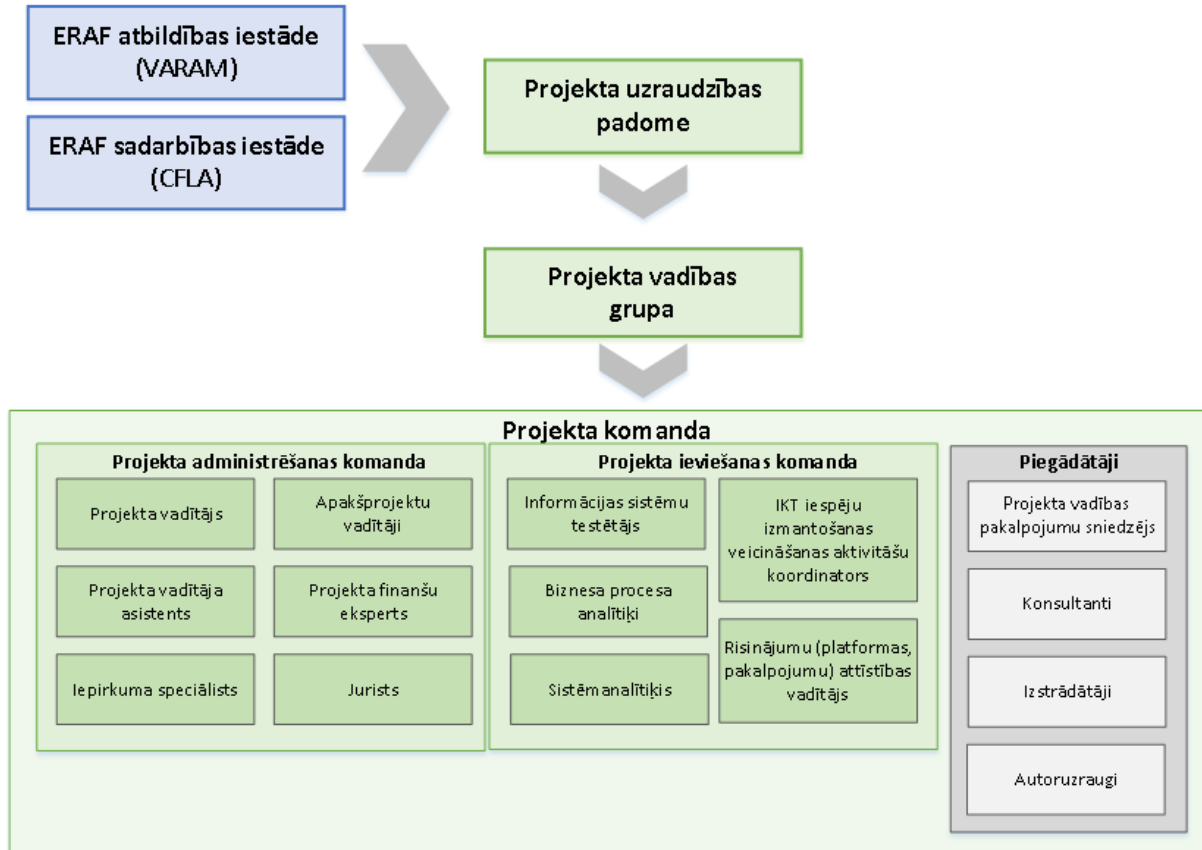 ERAF atbildības iestāde
(VARAM)
ERAF sadarbības iestāde
(CFLA)
Projekta uzraudzības
padome
Projekta vadības
grupa
Projekta komanda
Projekta administrēšanas komanda
Projekta vadītājs
Apakšprojektu
vadītāji
Projekta vadītāja
asistents
Projekta finanšu
eksperts
Iepirkuma speciālists
Jurists
Projekta ieviešanas komanda
Informācijas sistēmu
testētājs
IKT iespēju
izmantošanas
veicināšanas aktivitāšu
koordinators
Biznesa procesa
analītiķi
Sistēmanalītiķis
Risinājumu (platformas,
pakalpojumu) attīstības
vadītājs
Piegādātāji
Projekta vadības
pakalpojumu sniedzējs
Konsultanti
Izstrādātāji
Autoruzraugi